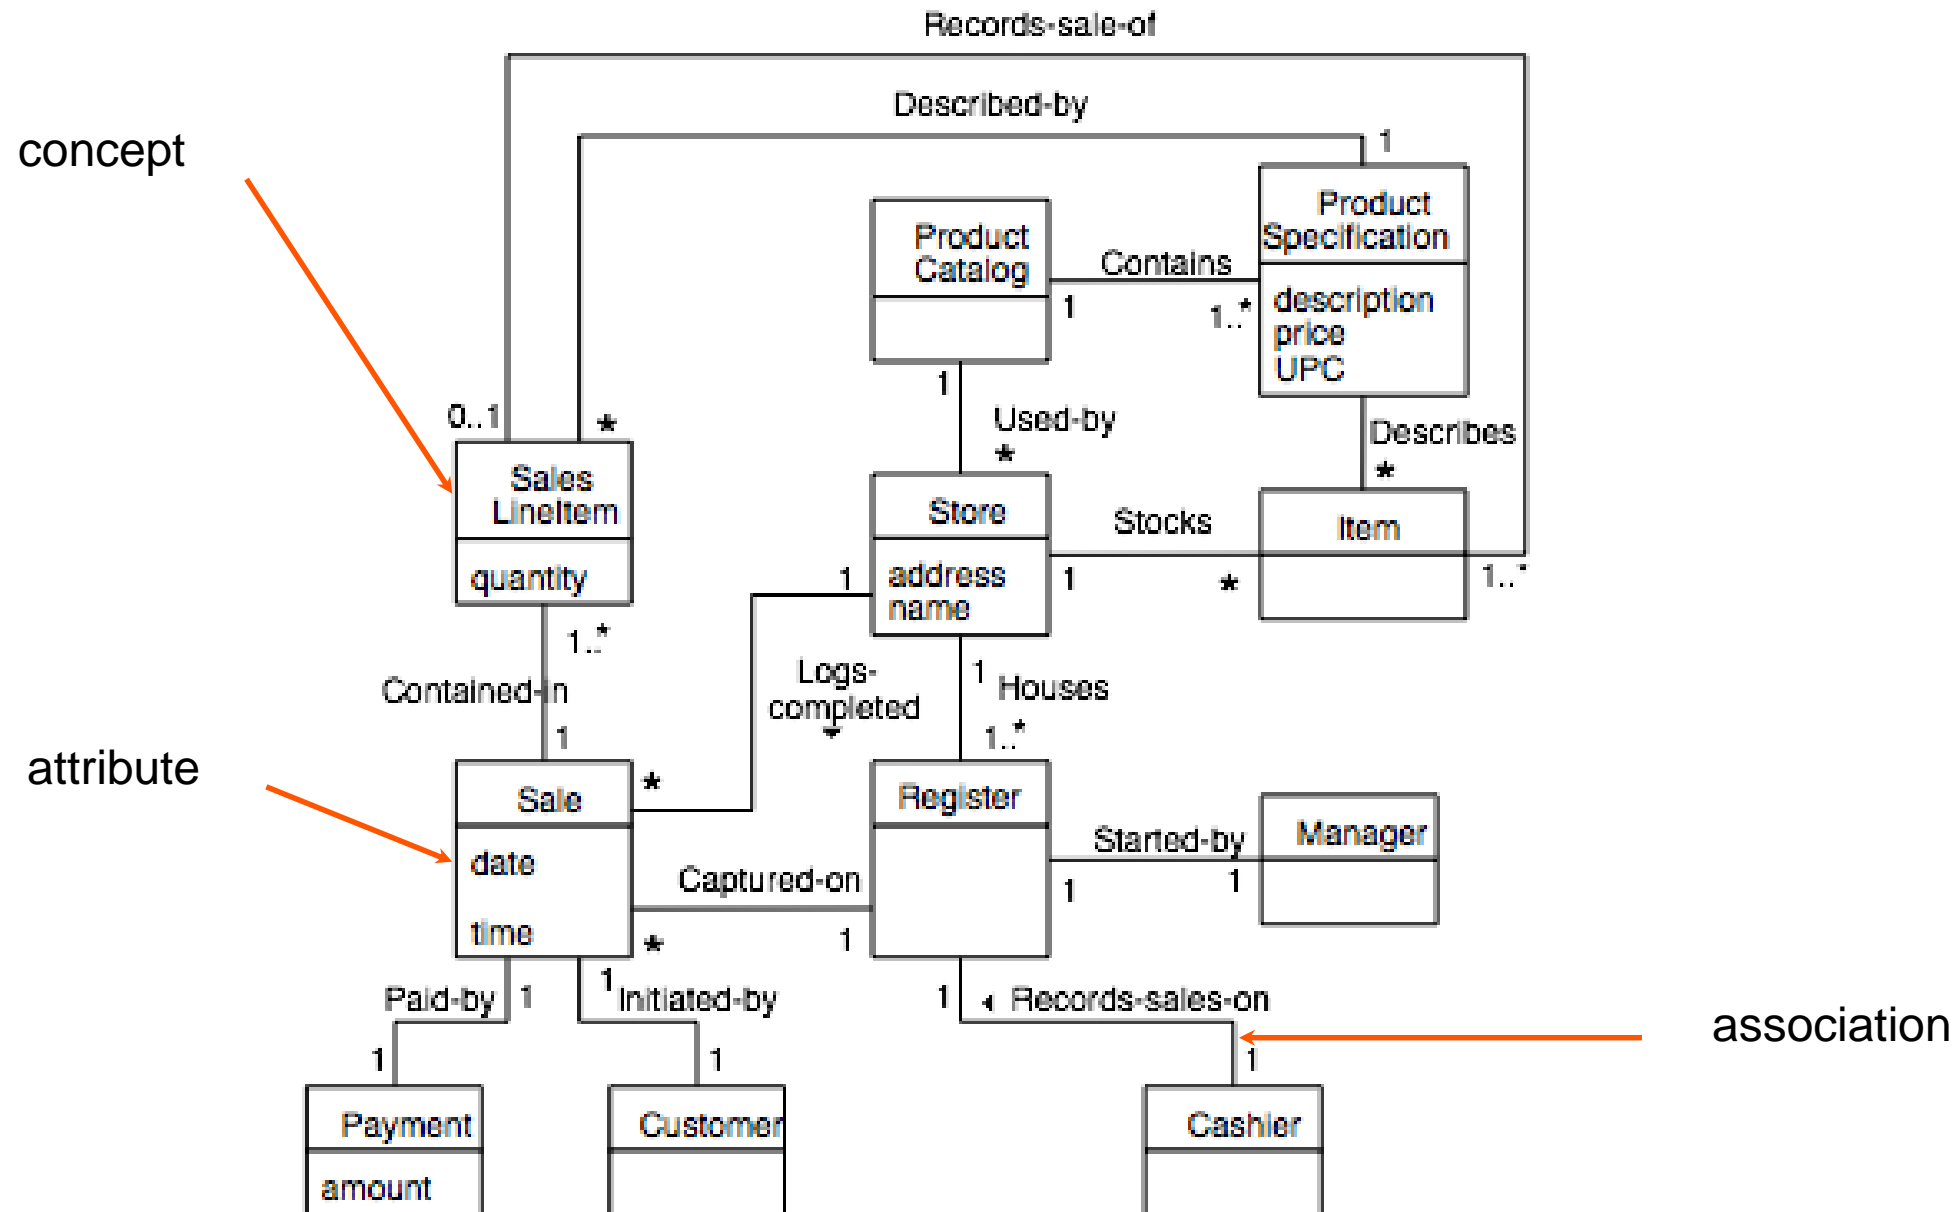 Records-sale-of
Described-by
concept
1
Product
Specification
Product
Catalog
Contains
1
1..*
description
price
UPC
1
0..1
*
Used-by
*
Describes
*
Sales
LineItem
Store
Stocks
Item
quantity
1
address
name
1
*
1..*
1..*
Contained-in
Logs-
completed
1
Houses
1
1..*
attribute
Sale
*
Register
Manager
Started-by
date
Captured-on
1
1
time
*
1
Paid-by
1
1
Initiated-by
1
Records-sales-on
association
1
1
1
Payment
Customer
Cashier
amount